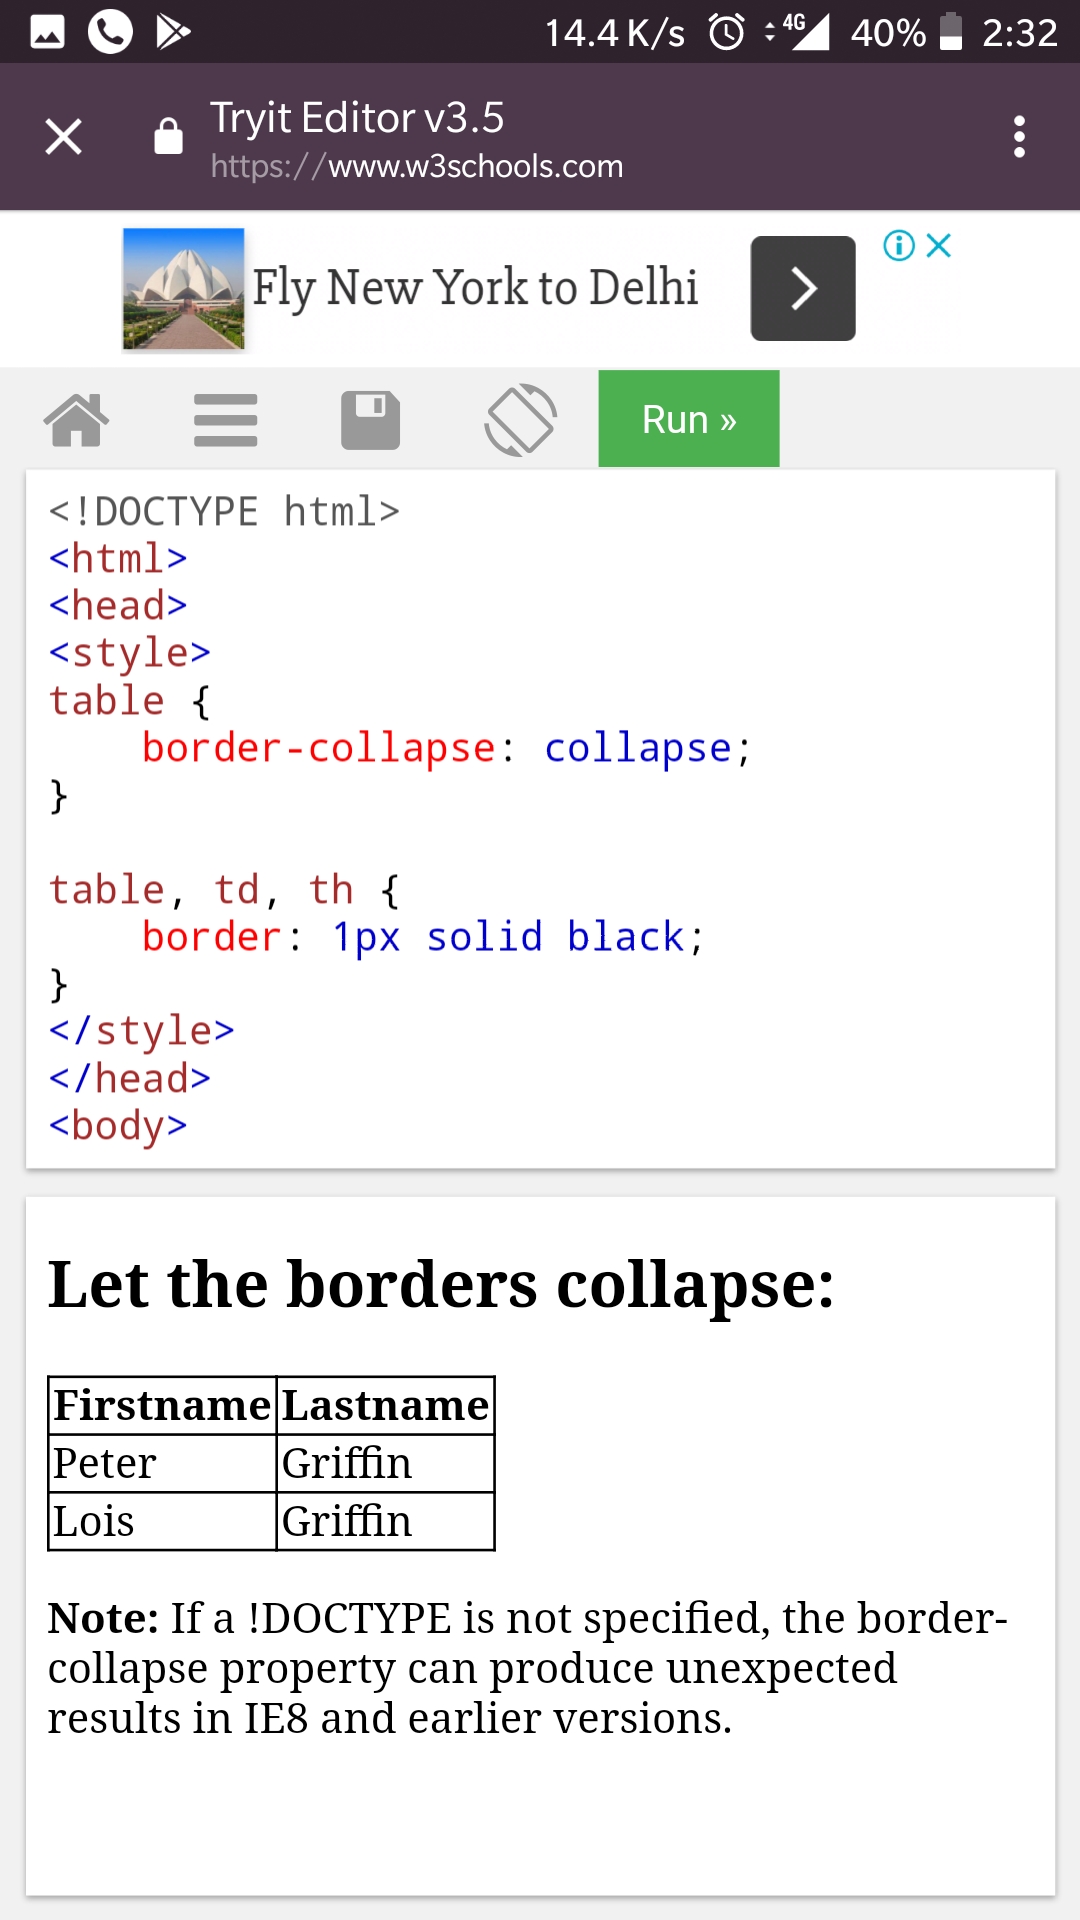 14.4 K/s 4G 40% 2:32
Tryit Editor v3.5
https://www.w3schools.com
Fly New York to Delhi
Run »
<!DOCTYPE html>
<html>
<head>
<style>
table {
    border-collapse: collapse;
}

table, td, th {
    border: 1px solid black;
}
</style>
</head>
<body>
Let the borders collapse:
Firstname Lastname
Peter Griffin
Lois Griffin
Note: If a !DOCTYPE is not specified, the border-
collapse property can produce unexpected
results in IE8 and earlier versions.